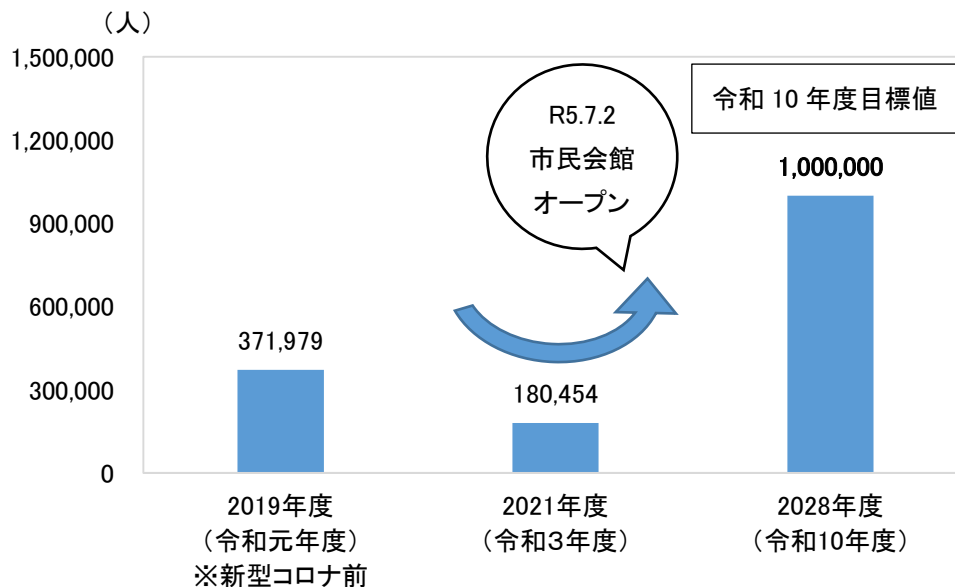 （人）
1,500,000
1,200,000
900,000
600,000
300,000
0
R5.7.2
市民会館
オープン
令和 10 年度目標値
371,979
180,454
1,000,000
2019年度
（令和元年度）
※新型コロナ前
2021年度
（令和３年度）
2028年度
（令和10年度）